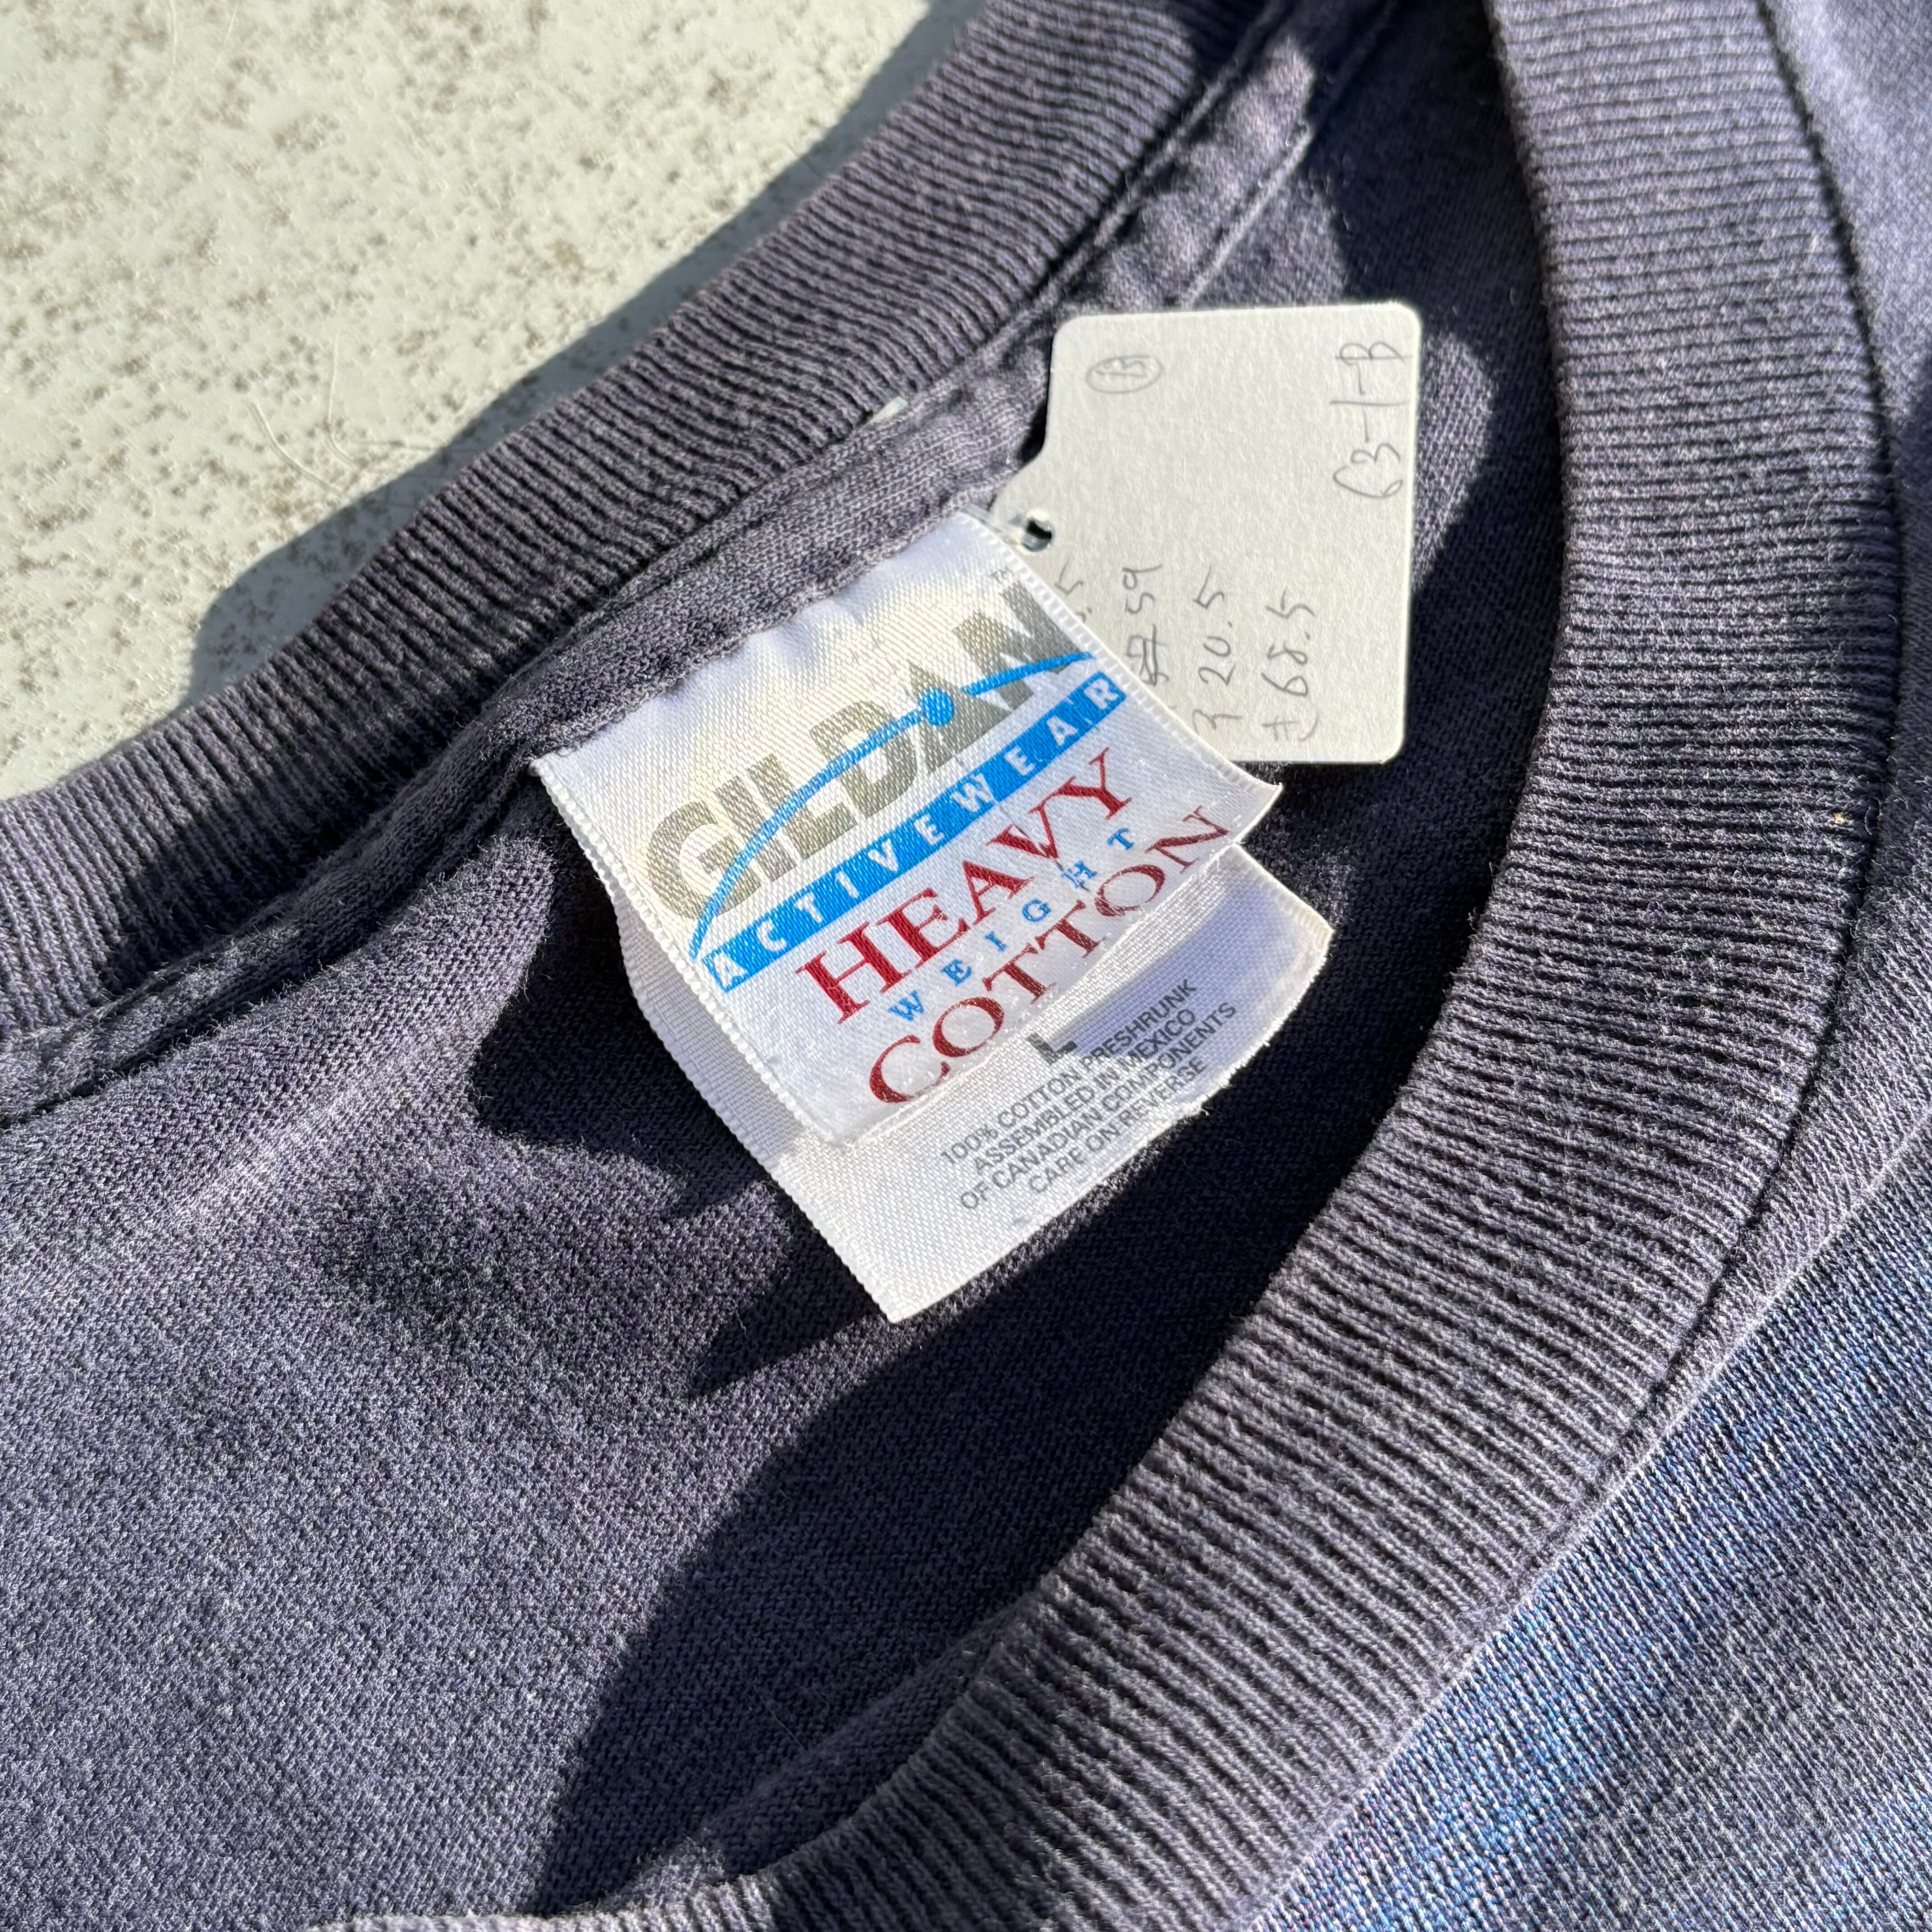 GILDAN
ACTIVEWEAR
HEAVY
WEIGHT
COTTON
L
100% COTTON PRESHRUNK
ASSEMBLED IN MEXICO
OF CANADIAN COMPONENTS
CARE ON REVERSE
63-1-B
59
20.5
68.5